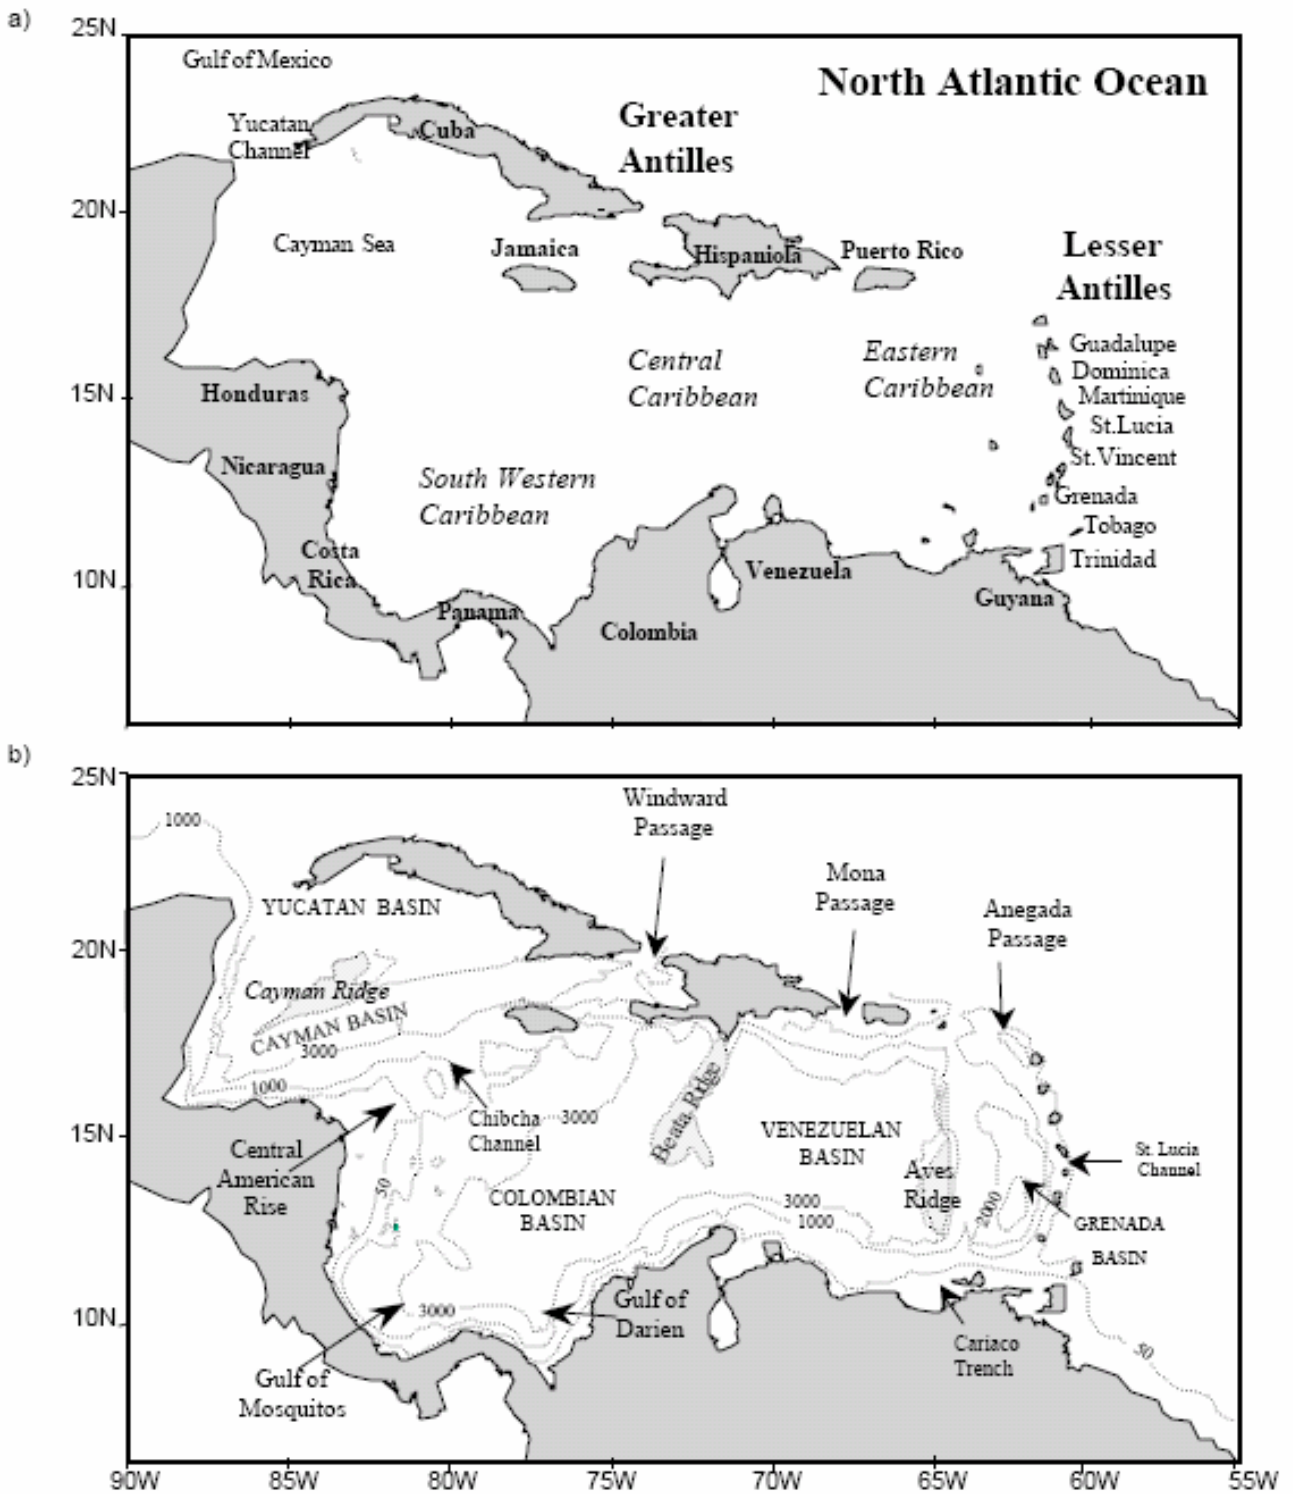 a)
25N
Gulf of Mexico
North Atlantic Ocean
Greater
Antilles
Yucatan
Channel
Cuba
20N
Cayman Sea
Jamaica
Hispaniola
Puerto Rico
Lesser
Antilles
Guadalupe
Dominica
Martinique
St.Lucia
St.Vincent
Grenada
Tobago
Trinidad
Central
Caribbean
Eastern
Caribbean
15N
Honduras
Nicaragua
South Western
Caribbean
Costa
Rica
10N
Panama
Colombia
Venezuela
Guyana
b)
25N
1000
Windward
Passage
Mona
Passage
Anegada
Passage
YUCATAN BASIN
20N
Cayman Ridge
CAYMAN BASIN
3000
1000
Chibcha
Channel
3000
Beata Ridge
15N
Central
American
Rise
50
COLOMBIAN
BASIN
VENEZUELAN
BASIN
Aves
Ridge
2000
St. Lucia
Channel
GRENADA
BASIN
3000
1000
10N
3000
Gulf of
Darien
Gulf of
Mosquitos
Cariaco
Trench
50
90W
85W
80W
75W
70W
65W
60W
55W